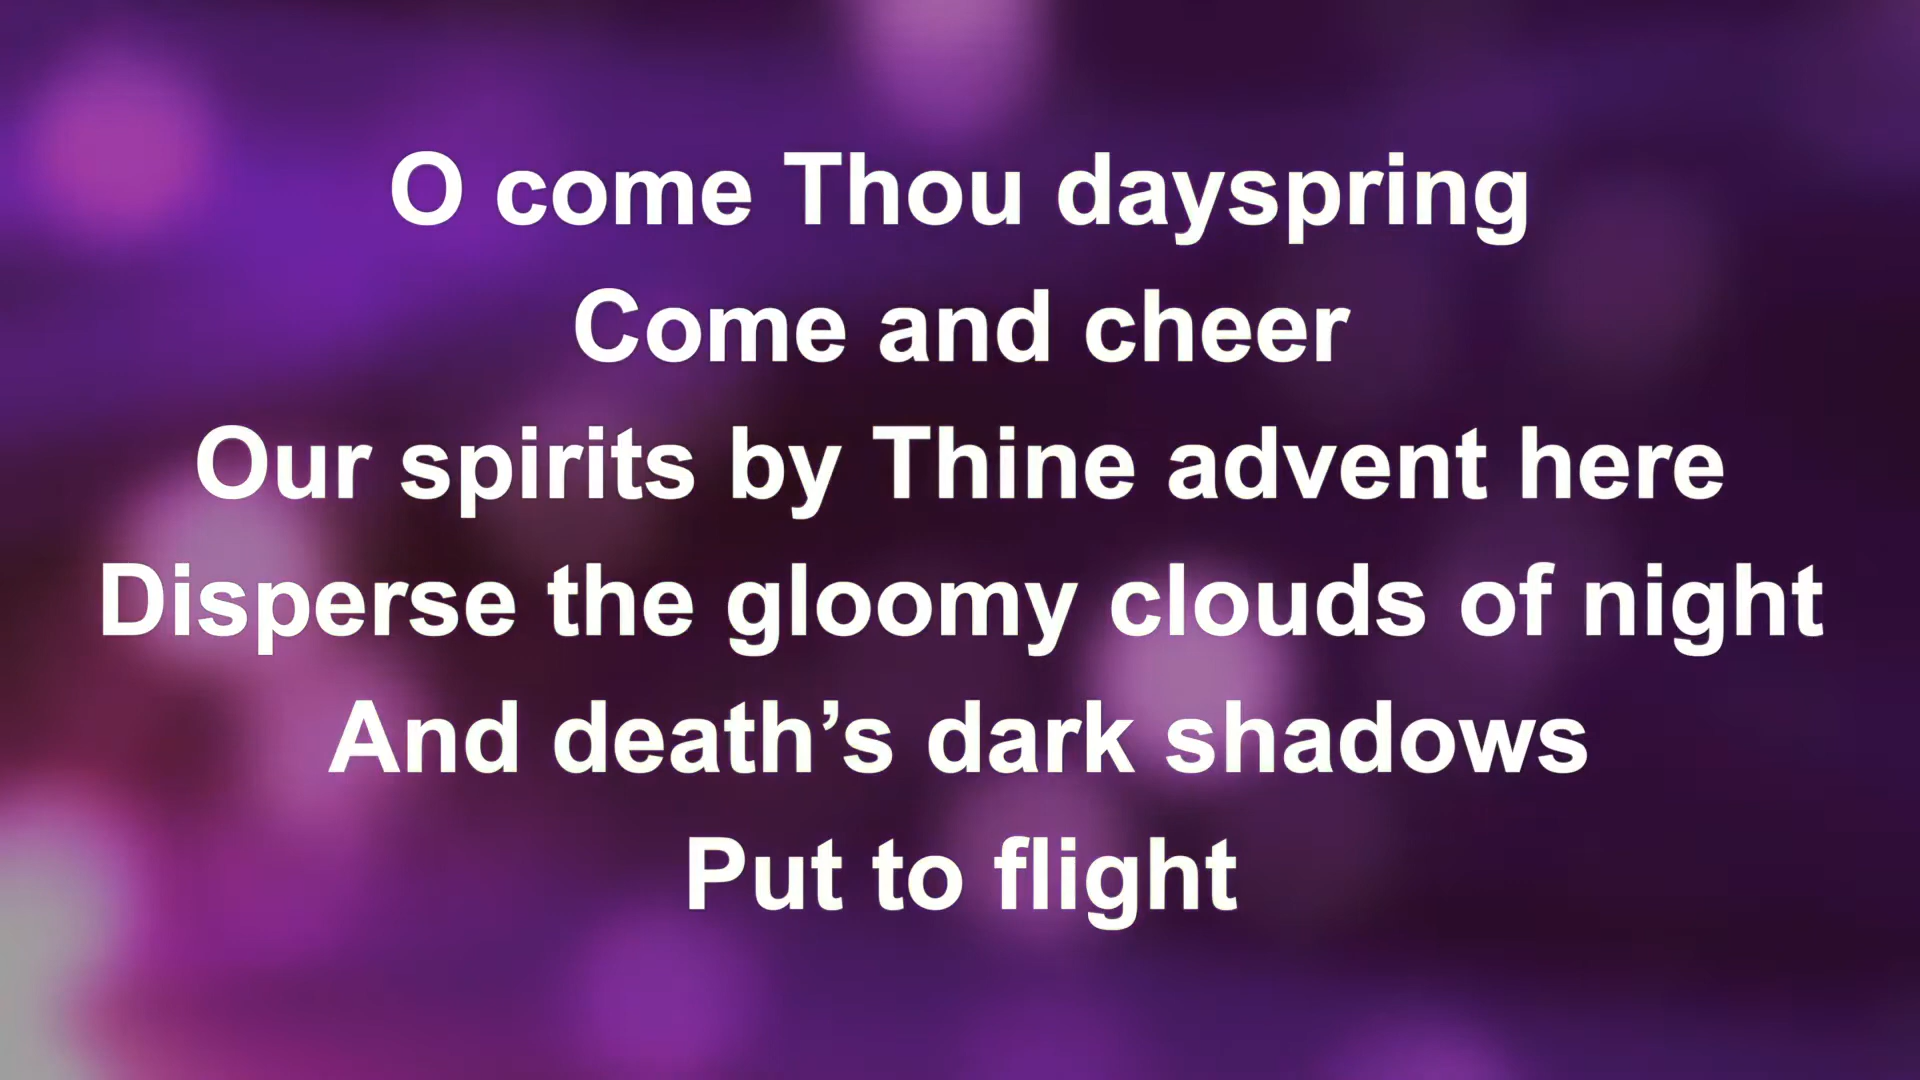 O come Thou dayspring
Come and cheer
Our spirits by Thine advent here
Disperse the gloomy clouds of night
And death’s dark shadows
Put to flight